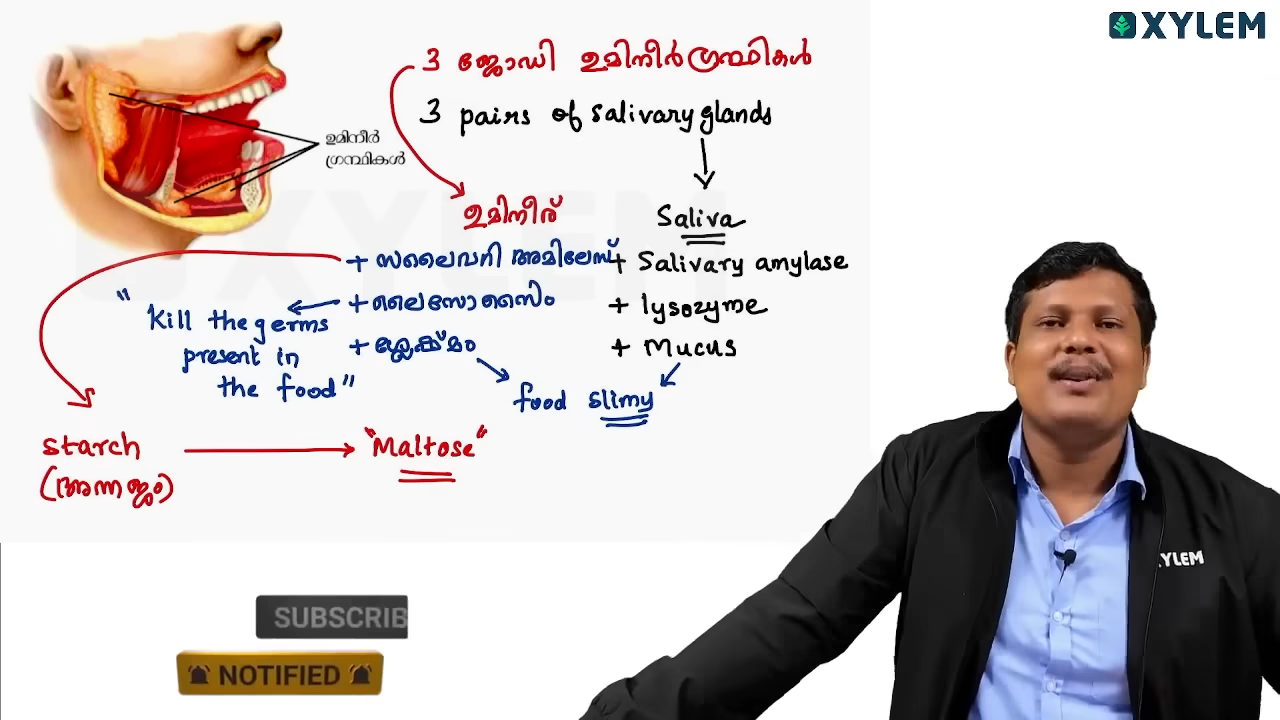 XYLEM
3 ജോഡി ഉമിനീർഗ്രന്ഥികൾ
3 pairs of salivary glands
ഉമിനീർ
ഗ്രന്ഥികൾ
ഉമിനീര്
Saliva
+ സലൈവറി അമിലേസ്
+ Salivary amylase
+ ലൈസോസൈം
+ lysozyme
"Kill the germs
present in
the food"
+ ശ്ലേഷ്മം
+ Mucus
food slimy
starch
"Maltose"
(അന്നജം)
XYLEM
YLEM
SUBSCRIB
NOTIFIED